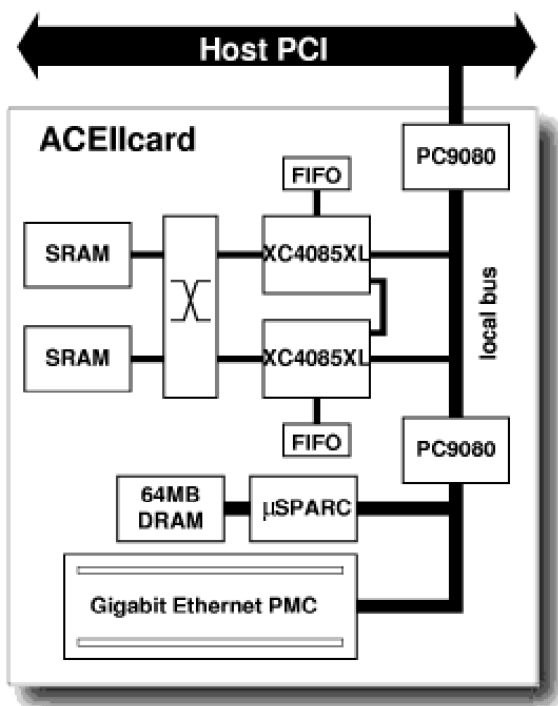 Host PCI
ACEIIcard
PC9080
FIFO
SRAM
XC4085XL
local bus
SRAM
XC4085XL
FIFO
PC9080
64MB
DRAM
µSPARC
Gigabit Ethernet PMC